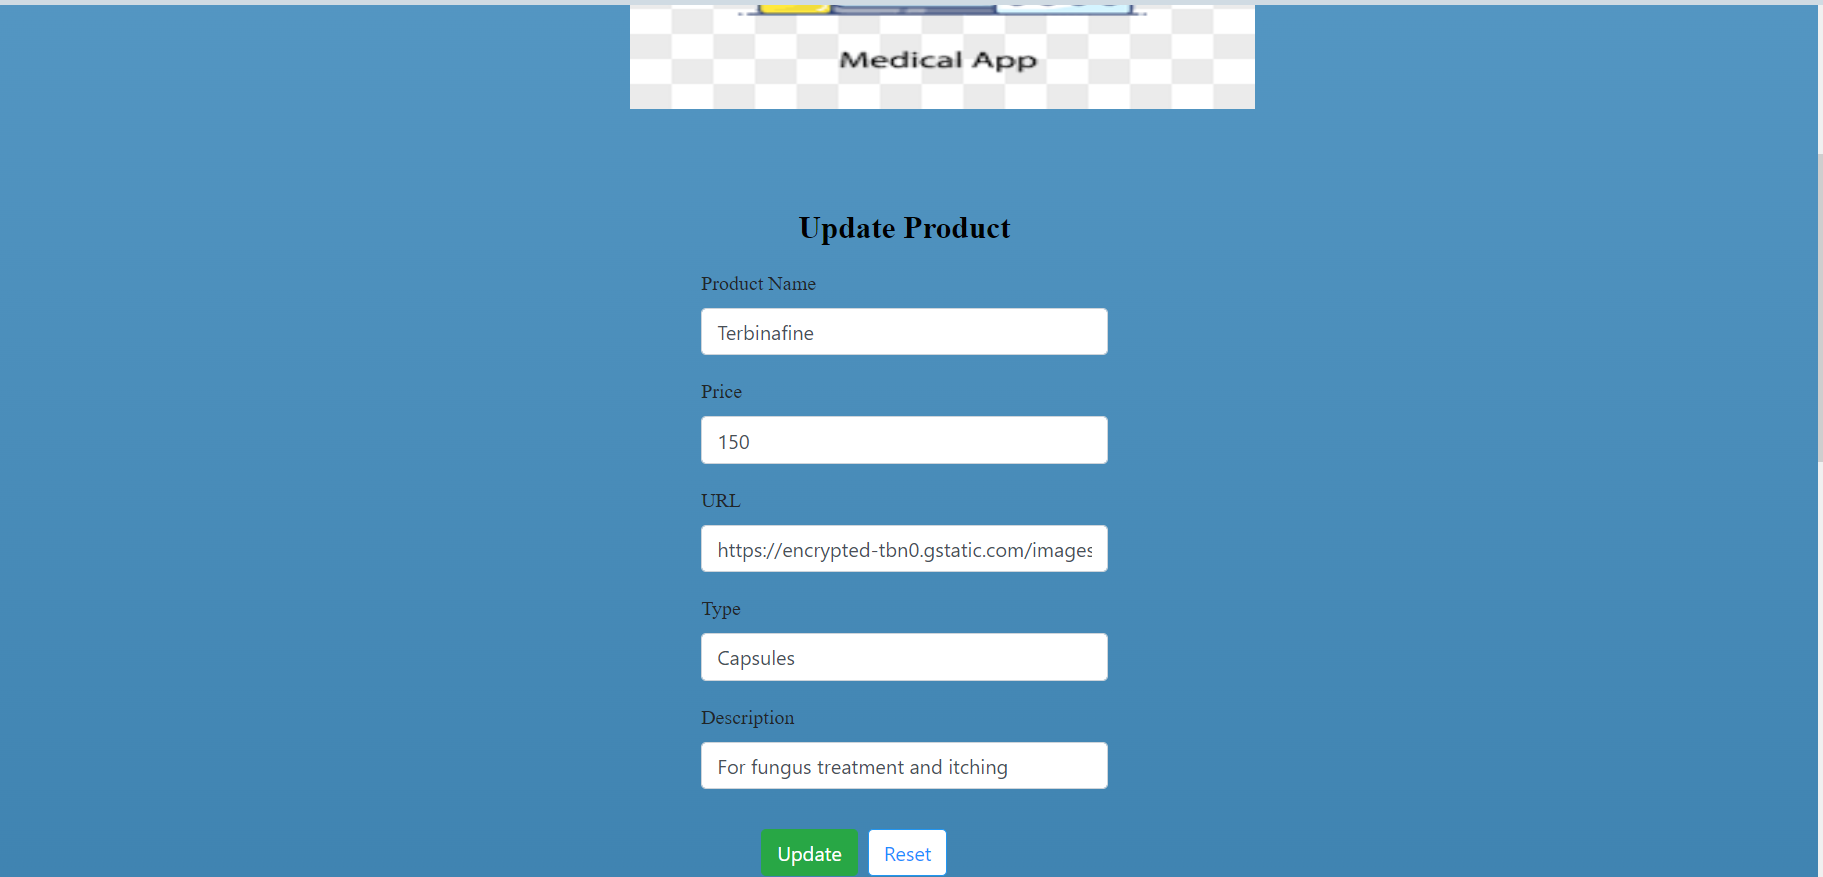 Medical App
Update Product
Product Name
Terbinafine
Price
150
URL
https://encrypted-tbn0.gstatic.com/images
Type
Capsules
Description
For fungus treatment and itching
Update Reset